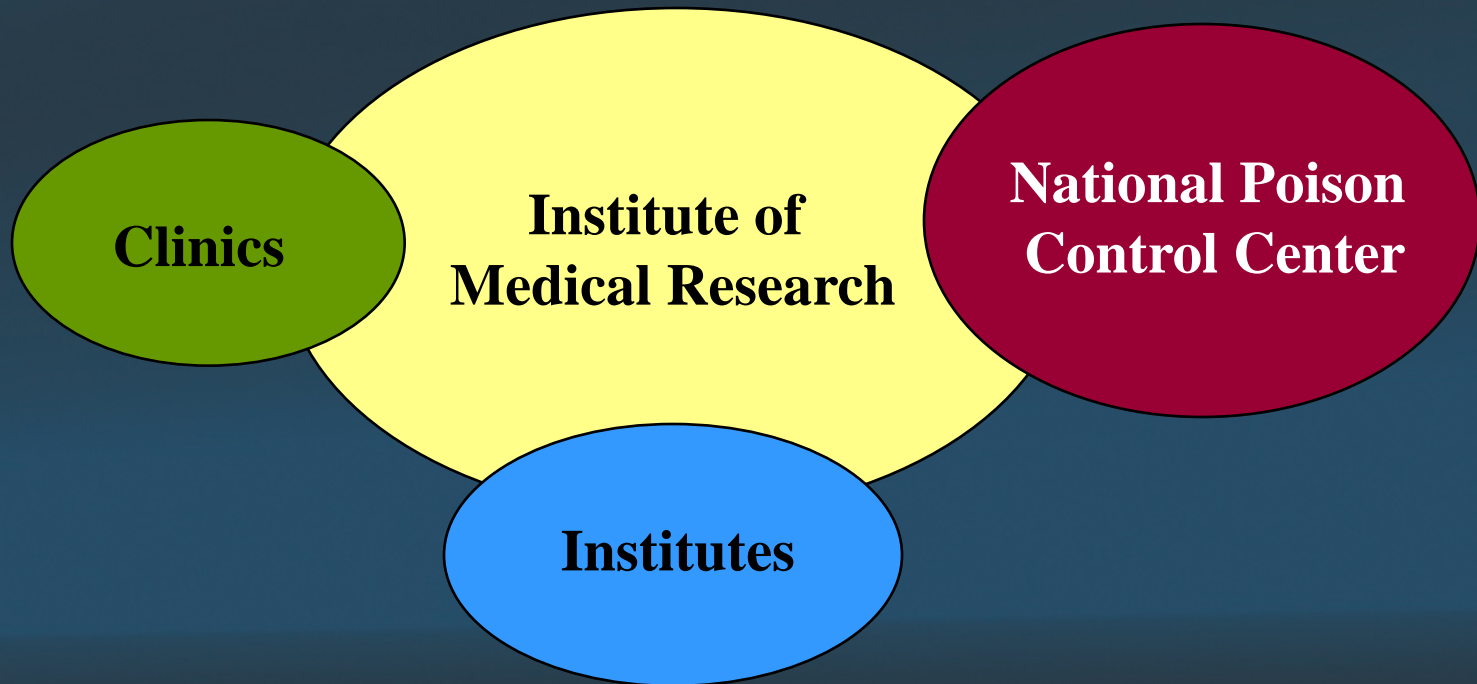 Clinics
Institute of
Medical Research
National Poison
Control Center
Institutes